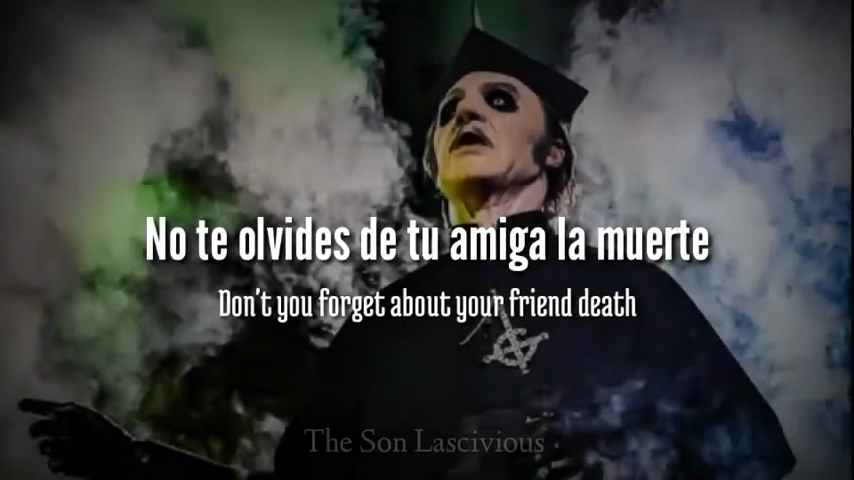 No te olvides de tu amiga la muerte
Don't you forget about your friend death
The Son Lascivious